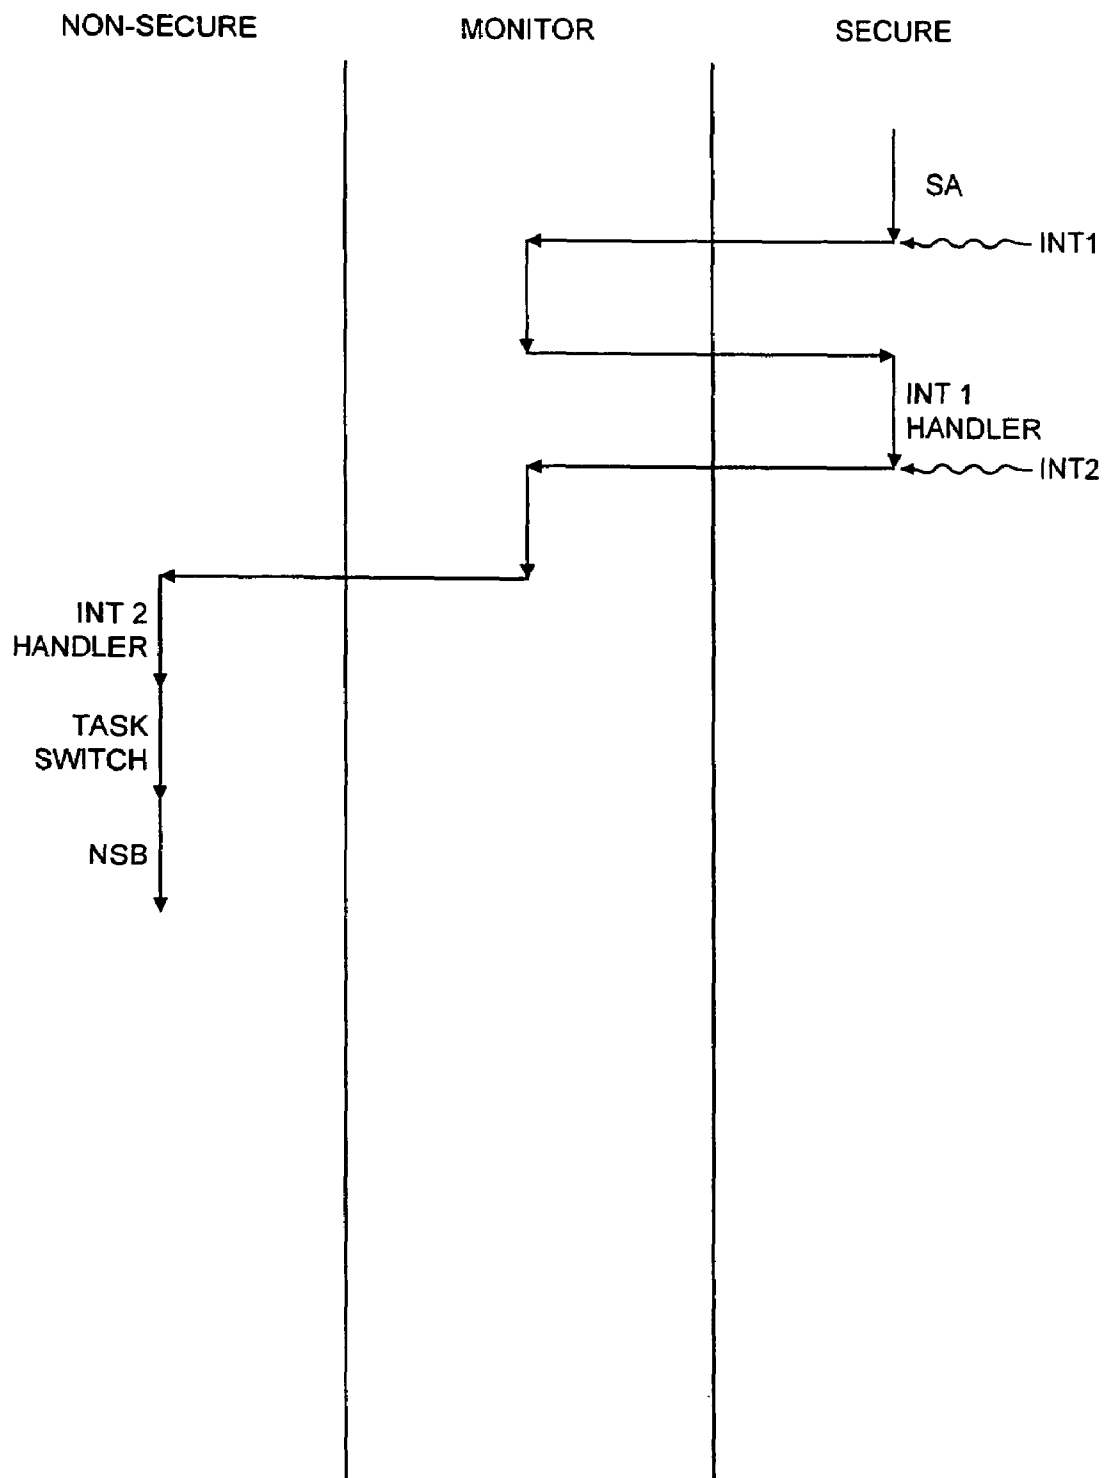 NON-SECURE
MONITOR
SECURE
SA
INT1
INT 1
HANDLER
INT2
INT 2
HANDLER
TASK
SWITCH
NSB